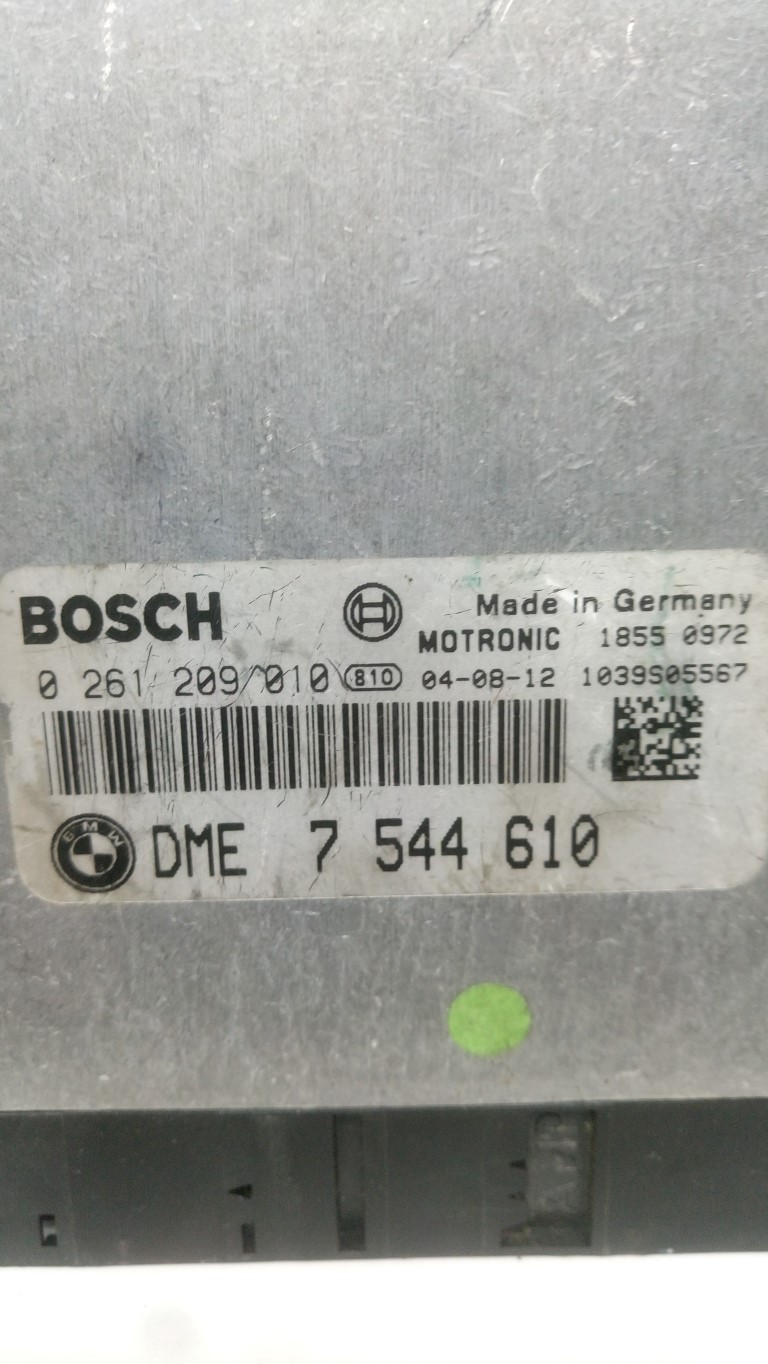 BOSCH
Made in Germany
MOTRONIC 1855 0972
0 261 209 010 810 04-08-12 1039S05567
BMW DME 7 544 610